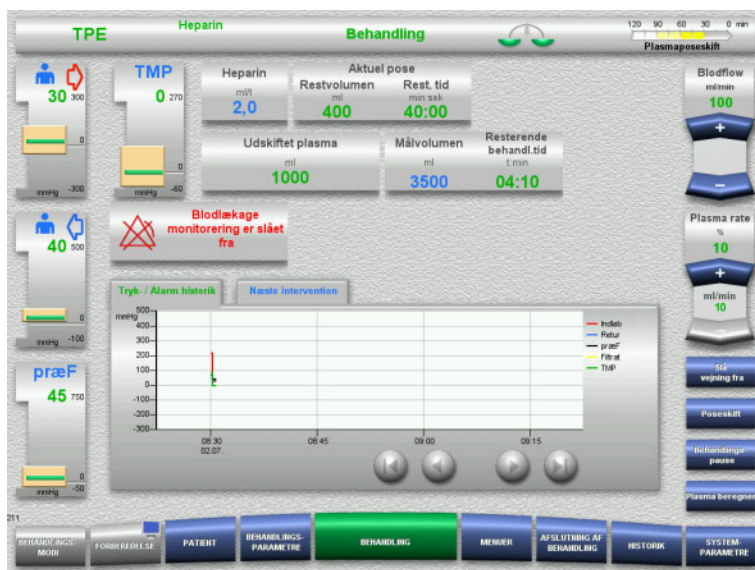 TPE
Heparin
Behandling
120 90 60 30 0 min
Plasmaposeskift
30 300
0
mmHg -300
TMP
0 270
0
mmHg -60
Heparin
ml/t
2,0
Aktuel pose
Restvolumen Rest. tid
ml min:sek
400 40:00
Udskiftet plasma
ml
1000
Målvolumen
ml
3500
Resterende
behandl.tid
t:min
04:10
Blodflow
ml/min
100
+
−
40 500
0
mmHg -100
Blodlækage
monitorering er slået
fra
Plasma rate
%
10
+
ml/min
10
−
præF
45 750
0
mmHg -50
Tryk- / Alarm historik
Næste intervention
mmHg
500
400
300
200
100
0
-100
-200
-300
08:30 08:45 09:00 09:15
02.07.
Indløb
Retur
præF
Filtrat
TMP
Slå
vejning fra
Poseskift
Behandlings-
pause
Plasma beregner
211
BEHANDLINGS-
MODI
FORBEREDELSE
PATIENT
BEHANDLINGS-
PARAMETRE
BEHANDLING
MENUER
AFSLUTNING AF
BEHANDLING
HISTORIK
SYSTEM-
PARAMETRE